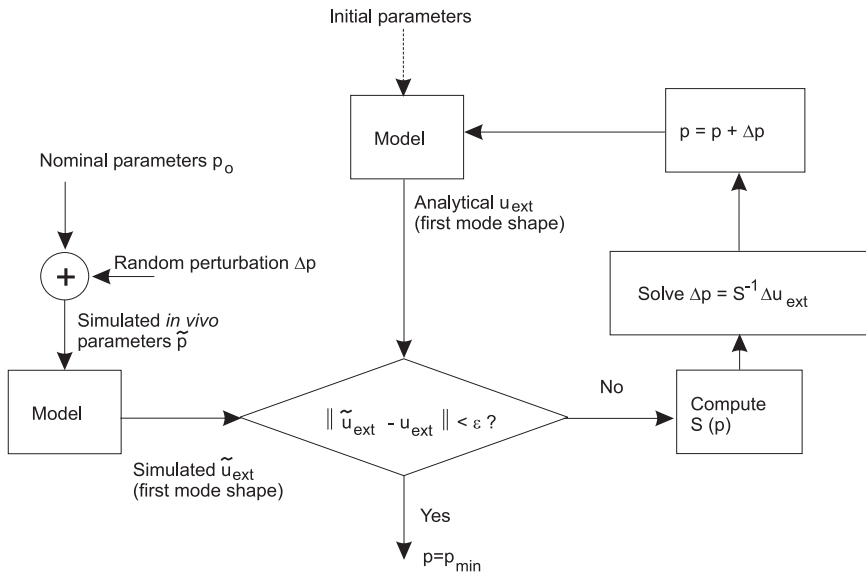 Initial parameters
Model
p = p + Δp
Nominal parameters p₀
Analytical u_ext
(first mode shape)
+
Random perturbation Δp
Solve Δp = S⁻¹ Δu_ext
Simulated in vivo
parameters p̃
Model
‖ ũ_ext - u_ext ‖ < ε ?
No
Compute
S (p)
Simulated ũ_ext
(first mode shape)
Yes
p=p_min